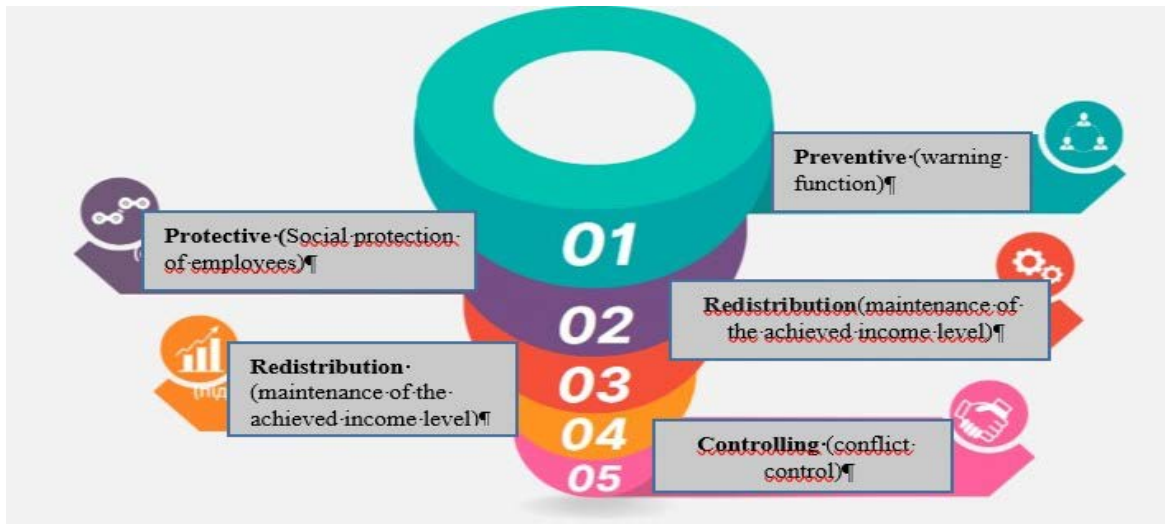 Preventive·(warning·
function)¶
01
Protective·(Social·protection·
of·employees)¶
02
Redistribution(maintenance·of·
the·achieved·income·level)¶
03
Redistribution·
(maintenance·of·the·
achieved·income·level)¶
04
Controlling·(conflict·
control)¶
05